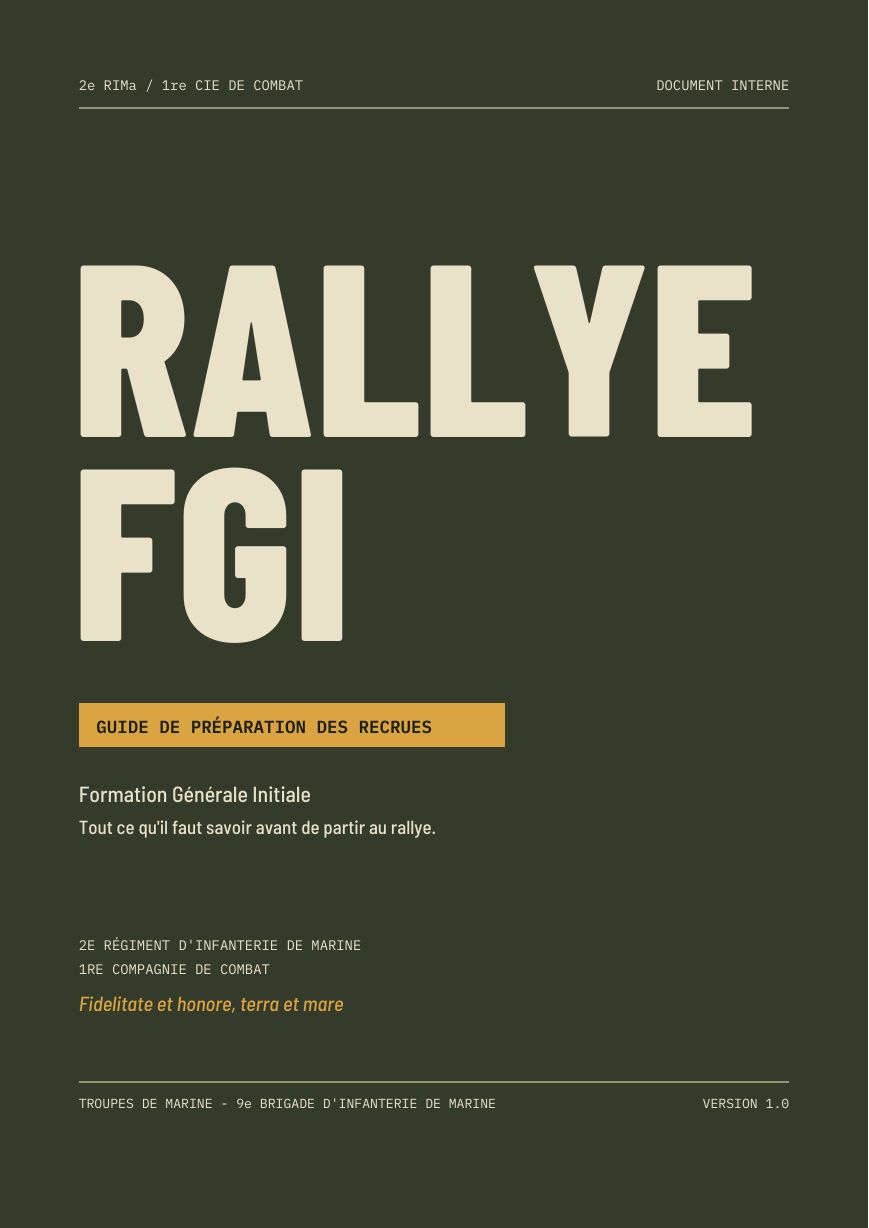 2e RIMa / 1re CIE DE COMBAT
DOCUMENT INTERNE
RALLYE
FGI
GUIDE DE PRÉPARATION DES RECRUES
Formation Générale Initiale
Tout ce qu'il faut savoir avant de partir au rallye.
2E RÉGIMENT D'INFANTERIE DE MARINE
1RE COMPAGNIE DE COMBAT
Fidelitate et honore, terra et mare
TROUPES DE MARINE - 9e BRIGADE D'INFANTERIE DE MARINE
VERSION 1.0